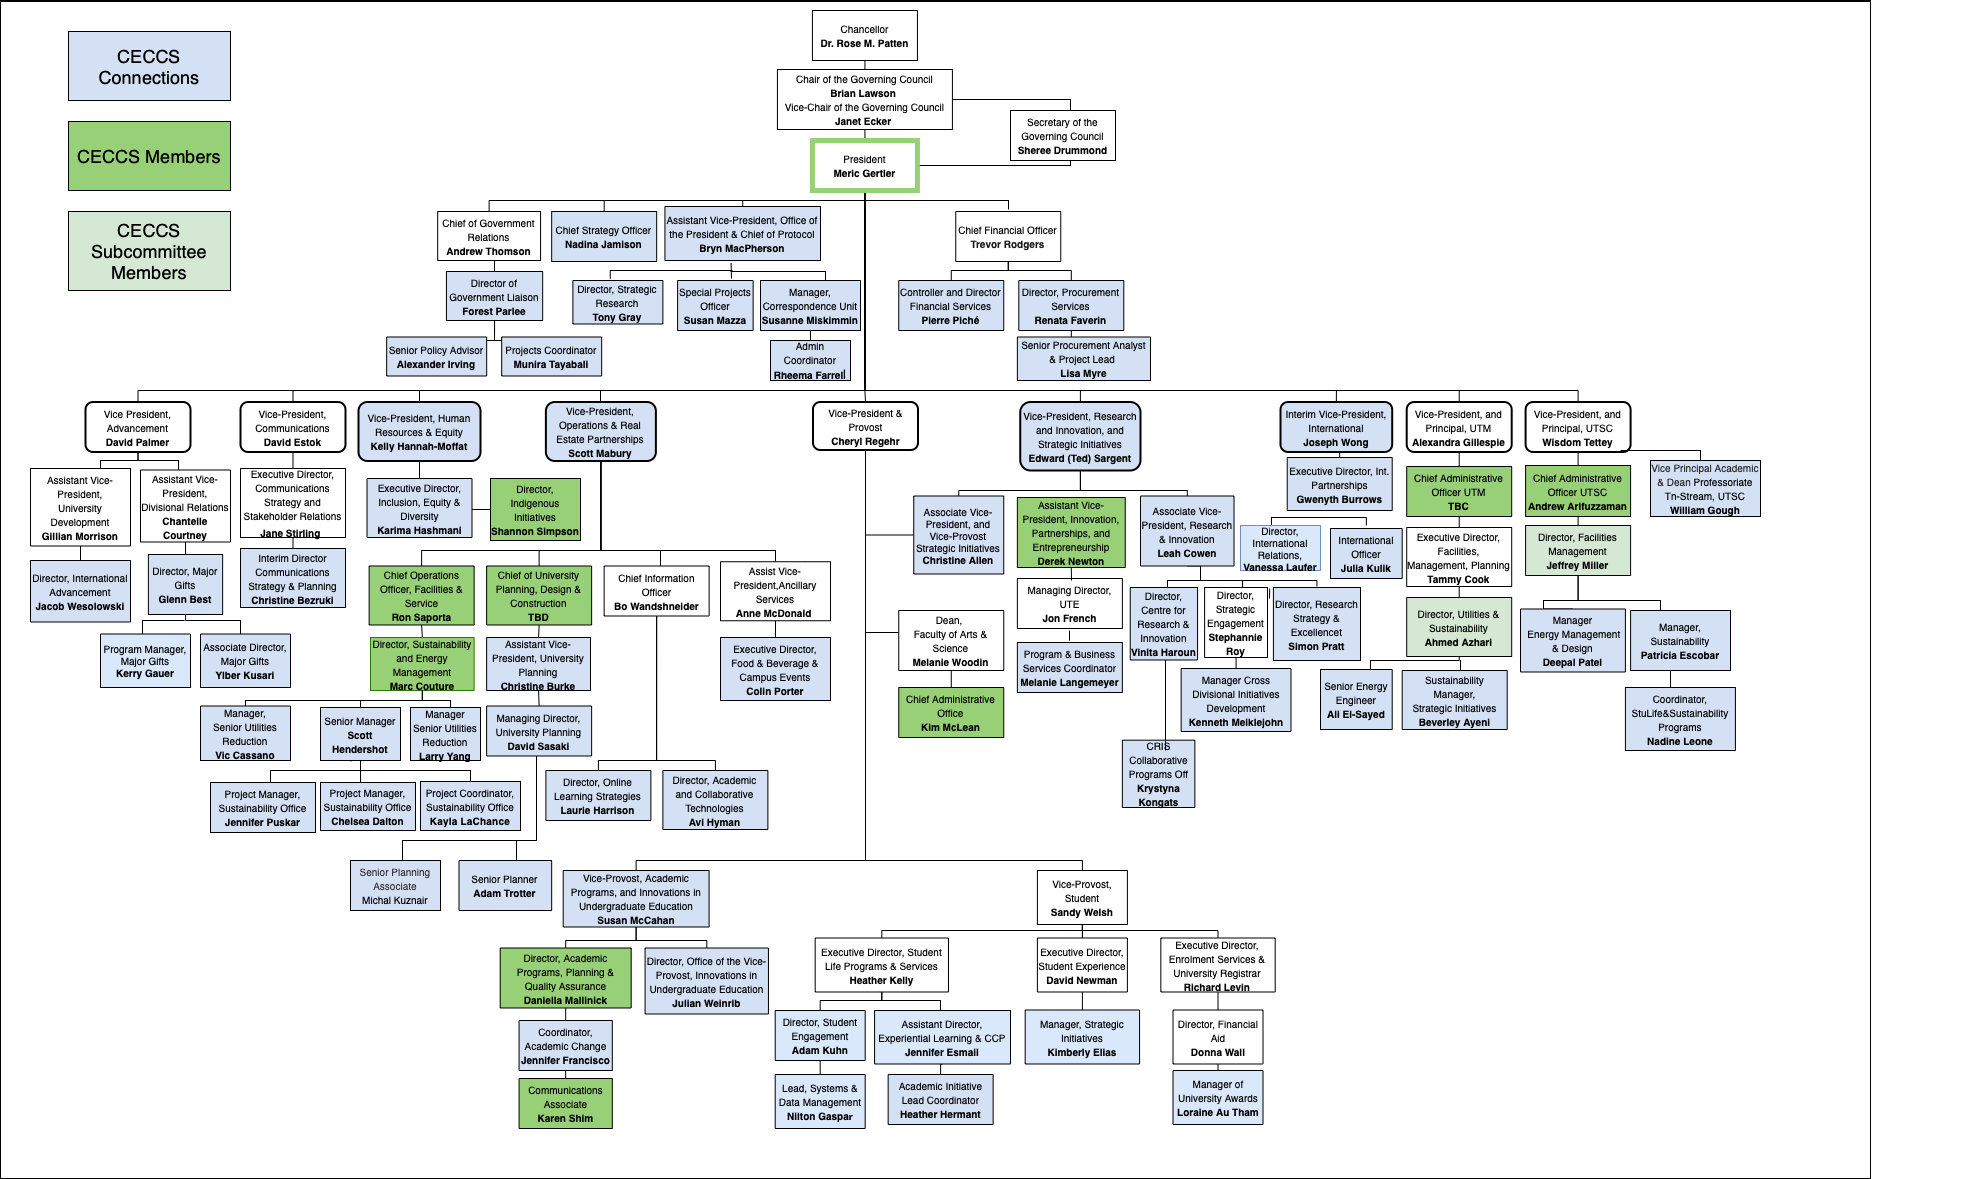 CECCS
Connections
CECCS Members
CECCS
Subcommittee
Members
Chancellor
Dr. Rose M. Patten
Chair of the Governing Council
Brian Lawson
Vice-Chair of the Governing Council
Janet Ecker
Secretary of the
Governing Council
Sheree Drummond
President
Meric Gertler
Chief of Government
Relations
Andrew Thomson
Chief Strategy Officer
Nadina Jamison
Assistant Vice-President, Office of
the President & Chief of Protocol
Bryn MacPherson
Chief Financial Officer
Trevor Rodgers
Director of
Government Liaison
Forest Parlee
Director, Strategic
Research
Tony Gray
Special Projects
Officer
Susan Mazza
Manager,
Correspondence Unit
Susanne Miskimmin
Controller and Director
Financial Services
Pierre Piché
Director, Procurement
Services
Renata Faverin
Senior Policy Advisor
Alexander Irving
Projects Coordinator
Munira Tayabali
Admin
Coordinator
Rheema Farrell
Senior Procurement Analyst
& Project Lead
Lisa Myre
Vice President,
Advancement
David Palmer
Vice-President,
Communications
David Estok
Vice-President, Human
Resources & Equity
Kelly Hannah-Moffat
Vice-President,
Operations & Real
Estate Partnerships
Scott Mabury
Vice-President &
Provost
Cheryl Regehr
Vice-President, Research
and Innovation, and
Strategic Initiatives
Edward (Ted) Sargent
Interim Vice-President,
International
Joseph Wong
Vice-President, and
Principal, UTM
Alexandra Gillespie
Vice-President, and
Principal, UTSC
Wisdom Tettey
Assistant Vice-
President,
University
Development
Gillian Morrison
Assistant Vice-
President,
Divisional Relations
Chantelle
Courtney
Executive Director,
Communications
Strategy and
Stakeholder Relations
Jane Stirling
Executive Director,
Inclusion, Equity &
Diversity
Karima Hashmani
Director,
Indigenous
Initiatives
Shannon Simpson
Associate Vice-
President, and
Vice-Provost
Strategic Initiatives
Christine Allen
Assistant Vice-
President, Innovation,
Partnerships, and
Entrepreneurship
Derek Newton
Associate Vice-
President, Research
& Innovation
Leah Cowen
Executive Director, Int.
Partnerships
Gwenyth Burrows
Chief Administrative
Officer UTM
TBC
Chief Administrative
Officer UTSC
Andrew Arifuzzaman
Vice Principal Academic
& Dean Professoriate
Tn-Stream, UTSC
William Gough
Director, International
Advancement
Jacob Wesolowski
Director, Major
Gifts
Glenn Best
Interim Director
Communications
Strategy & Planning
Christine Bezruki
Chief Operations
Officer, Facilities &
Service
Ron Saporta
Chief of University
Planning, Design &
Construction
TBD
Chief Information
Officer
Bo Wandshneider
Assist Vice-
President,Ancillary
Services
Anne McDonald
Director,
International
Relations,
Vanessa Laufer
International
Officer
Julia Kulik
Executive Director,
Facilities,
Management, Planning
Tammy Cook
Director, Facilities
Management
Jeffrey Miller
Program Manager,
Major Gifts
Kerry Gauer
Associate Director,
Major Gifts
Ylber Kusari
Director, Sustainability
and Energy
Management
Marc Couture
Assistant Vice-
President, University
Planning
Christine Burke
Executive Director,
Food & Beverage &
Campus Events
Colin Porter
Dean,
Faculty of Arts &
Science
Melanie Woodin
Managing Director,
UTE
Jon French
Director,
Centre for
Research &
Innovation
Vinita Haroun
Director,
Strategic
Engagement
Stephannie
Roy
Director, Research
Strategy &
Excellencet
Simon Pratt
Director, Utilities &
Sustainability
Ahmed Azhari
Manager
Energy Management
& Design
Deepal Patel
Manager,
Sustainability
Patricia Escobar
Program & Business
Services Coordinator
Melanie Langemeyer
Chief Administrative
Office
Kim McLean
Manager Cross
Divisional Initiatives
Development
Kenneth Meiklejohn
Senior Energy
Engineer
Ali El-Sayed
Sustainability
Manager,
Strategic Initiatives
Beverley Ayeni
Coordinator,
StuLife&Sustainability
Programs
Nadine Leone
Manager,
Senior Utilities
Reduction
Vic Cassano
Senior Manager
Scott
Hendershot
Manager
Senior Utilities
Reduction
Larry Yang
Managing Director,
University Planning
David Sasaki
CRIS
Collaborative
Programs Off
Krystyna
Kongats
Project Manager,
Sustainability Office
Jennifer Puskar
Project Manager,
Sustainability Office
Chelsea Dalton
Project Coordinator,
Sustainability Office
Kayla LaChance
Director, Online
Learning Strategies
Laurie Harrison
Director, Academic
and Collaborative
Technologies
Avi Hyman
Senior Planning
Associate
Michal Kuznair
Senior Planner
Adam Trotter
Vice-Provost, Academic
Programs, and Innovations in
Undergraduate Education
Susan McCahan
Vice-Provost,
Student
Sandy Welsh
Director, Academic
Programs, Planning &
Quality Assurance
Daniella Mallinick
Director, Office of the Vice-
Provost, Innovations in
Undergraduate Education
Julian Weinrib
Executive Director, Student
Life Programs & Services
Heather Kelly
Executive Director,
Student Experience
David Newman
Executive Director,
Enrolment Services &
University Registrar
Richard Levin
Coordinator,
Academic Change
Jennifer Francisco
Director, Student
Engagement
Adam Kuhn
Assistant Director,
Experiential Learning & CCP
Jennifer Esmail
Manager, Strategic
Initiatives
Kimberly Elias
Director, Financial
Aid
Donna Wall
Communications
Associate
Karen Shim
Lead, Systems &
Data Management
Nilton Gaspar
Academic Initiative
Lead Coordinator
Heather Hermant
Manager of
University Awards
Loraine Au Tham